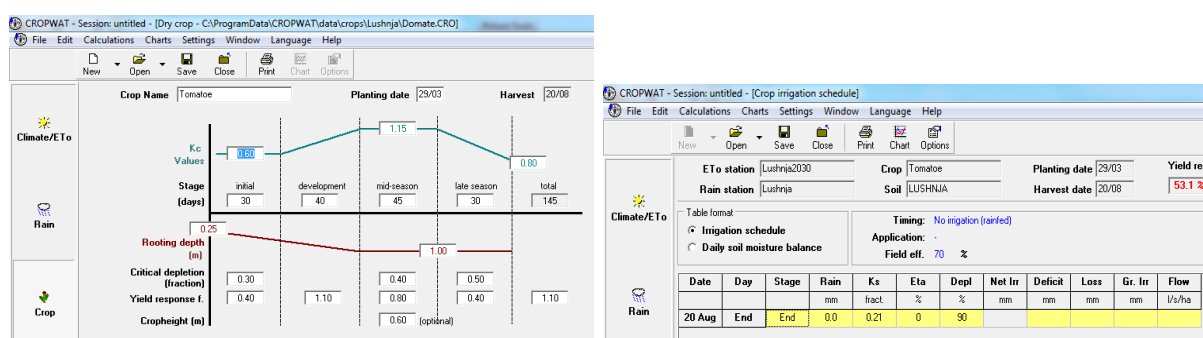 CROPWAT - Session: untitled - [Dry crop - C:\ProgramData\CROPWAT\data\crops\Lushnja\Domate.CRO]
File Edit Calculations Charts Settings Window Language Help
New Open Save Close Print Chart Options
Crop Name Tomatoe Planting date 29/03 Harvest 20/08
Climate/ETo
Rain
Crop
Kc Values 0.60 1.15 0.80
Stage initial development mid-season late season total
(days) 30 40 45 30 145
0.25
Rooting depth (m) 1.00
Critical depletion (fraction) 0.30 0.40 0.50
Yield response f. 0.40 1.10 0.80 0.40 1.10
Cropheight (m) 0.60 (optional)
CROPWAT - Session: untitled - [Crop irrigation schedule]
File Edit Calculations Charts Settings Window Language Help
New Open Save Close Print Chart Options
ETo station Lushnja2030 Crop Tomatoe Planting date 29/03 Yield re
Rain station Lushnja Soil LUSHNJA Harvest date 20/08 53.1 %
Climate/ETo
Rain
Table format
Irrigation schedule
Daily soil moisture balance
Timing: No irrigation (rainfed)
Application: -
Field eff. 70 %
Date Day Stage Rain Ks Eta Depl Net Irr Deficit Loss Gr. Irr Flow
mm fract. % % mm mm mm mm l/s/ha
20 Aug End End 0.0 0.21 0 90